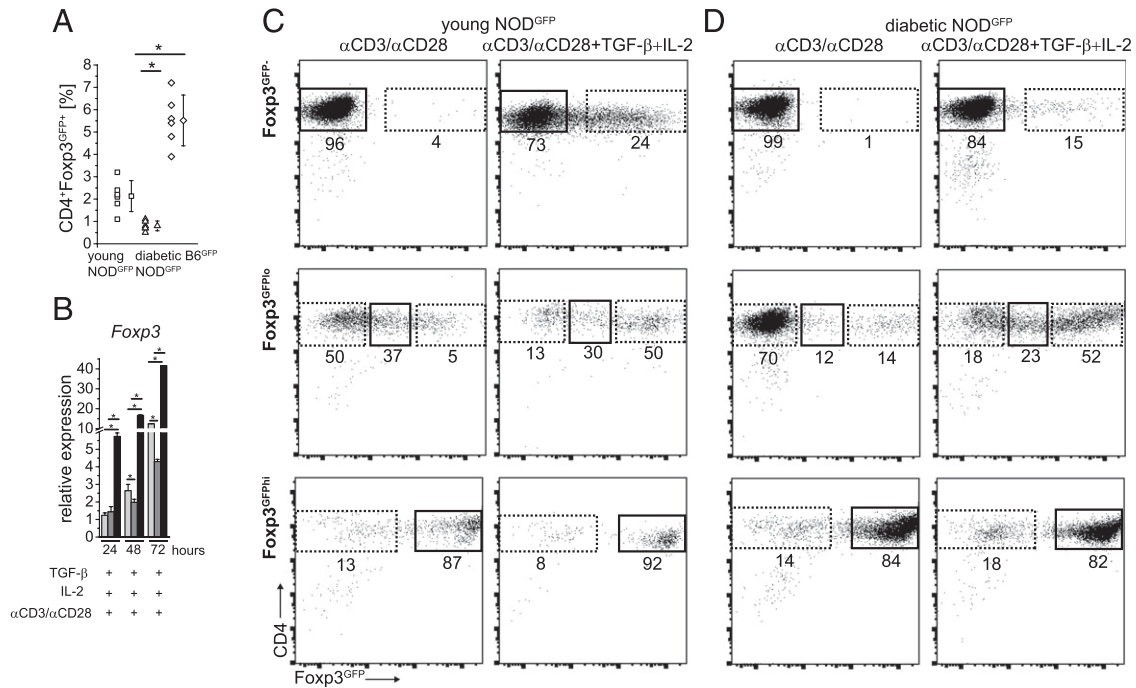 A
CD4⁺Foxp3ᴳᶠᴾ⁺ [%]
8
7
6
5
4
3
2
1
0
*
*
young diabetic B6ᴳᶠᴾ
NODᴳᶠᴾ NODᴳᶠᴾ
B
Foxp3
relative expression
40
30
20
10
5
4
3
2
1
0
* * * * * * * *
24 48 72 hours
TGF-β + + +
IL-2 + + +
αCD3/αCD28 + + +
C
young NODᴳᶠᴾ
αCD3/αCD28 αCD3/αCD28+TGF-β+IL-2
Foxp3ᴳᶠᴾ⁻
96 4 73 24
Foxp3ᴳᶠᴾˡᵒ
50 37 5 13 30 50
Foxp3ᴳᶠᴾʰⁱ
13 87 8 92
CD4
Foxp3ᴳᶠᴾ
D
diabetic NODᴳᶠᴾ
αCD3/αCD28 αCD3/αCD28+TGF-β+IL-2
Foxp3ᴳᶠᴾ⁻
99 1 84 15
Foxp3ᴳᶠᴾˡᵒ
70 12 14 18 23 52
Foxp3ᴳᶠᴾʰⁱ
14 84 18 82